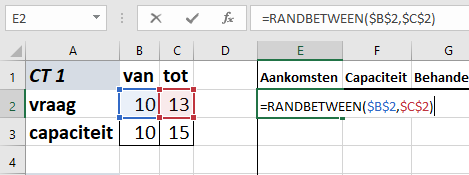 E2 =RANDBETWEEN($B$2,$C$2)
A B C D E F G
1 CT 1 van tot Aankomsten Capaciteit Behande
2 vraag 10 13 =RANDBETWEEN($B$2,$C$2)
3 capaciteit 10 15
4